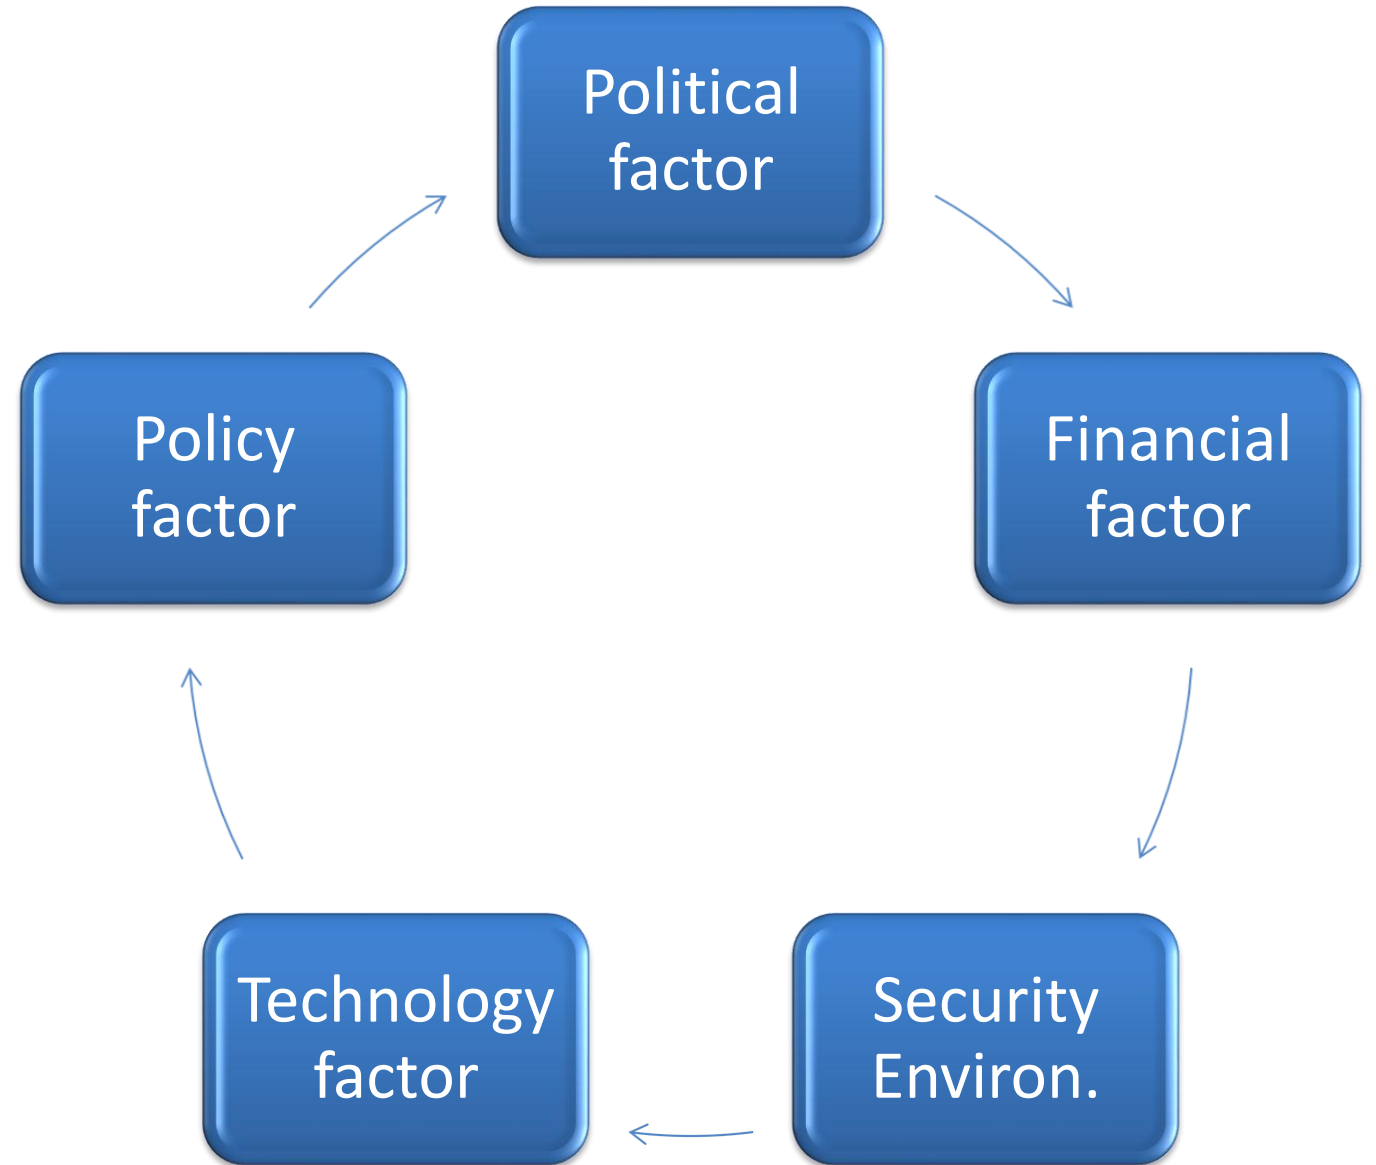 Political
factor
Financial
factor
Security
Environ.
Technology
factor
Policy
factor